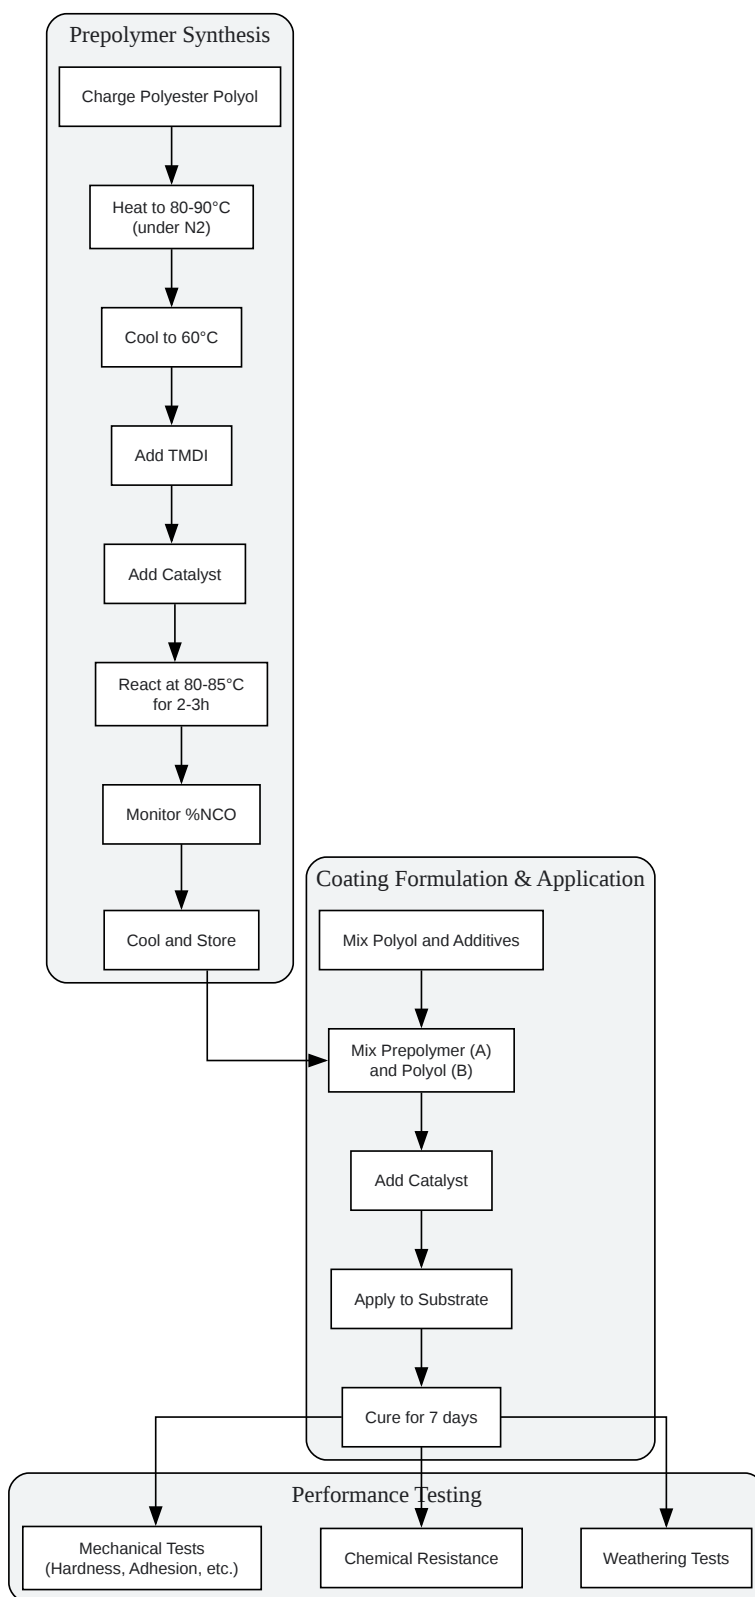 Prepolymer Synthesis
Charge Polyester Polyol
Heat to 80-90°C
(under N2)
Cool to 60°C
Add TMDI
Add Catalyst
React at 80-85°C
for 2-3h
Monitor %NCO
Cool and Store
Coating Formulation & Application
Mix Polyol and Additives
Mix Prepolymer (A)
and Polyol (B)
Add Catalyst
Apply to Substrate
Cure for 7 days
Performance Testing
Mechanical Tests
(Hardness, Adhesion, etc.)
Chemical Resistance
Weathering Tests